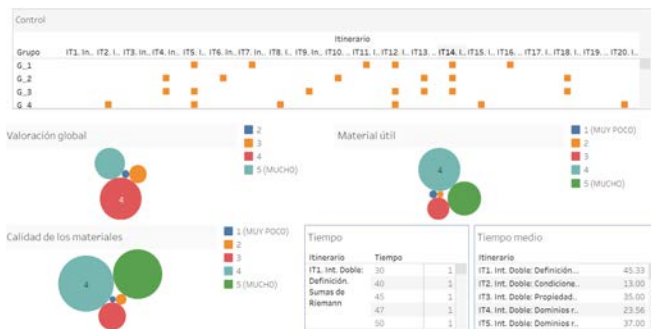 Control
Itinerario
Grupo IT1. In.. IT2. I.. IT3. In.. IT4. In.. IT5. I.. IT6. In.. IT7. In.. IT8. I.. IT9. In.. IT10. .. IT11. I.. IT12. I.. IT13. .. IT14. I.. IT15. I.. IT16. .. IT17. I.. IT18. I.. IT19. .. IT20. I..
G_1
G_2
G_3
G_4
Valoración global
2
3
4
5 (MUCHO)
4
Material útil
1 (MUY POCO)
2
3
4
5 (MUCHO)
4
Calidad de los materiales
1 (MUY POCO)
2
3
4
5 (MUCHO)
4
Tiempo
Itinerario Tiempo
IT1. Int. Doble: 30 1
Definición. 40 1
Sumas de 45 1
Riemann 47 1
50 1
Tiempo medio
Itinerario
IT1. Int. Doble: Definición... 45.33
IT2. Int. Doble: Condicione.. 13.00
IT3. Int. Doble: Propiedad.. 35.00
IT4. Int. Doble: Dominios r.. 23.56
IT5. Int. Doble: Dominios r.. 37.00